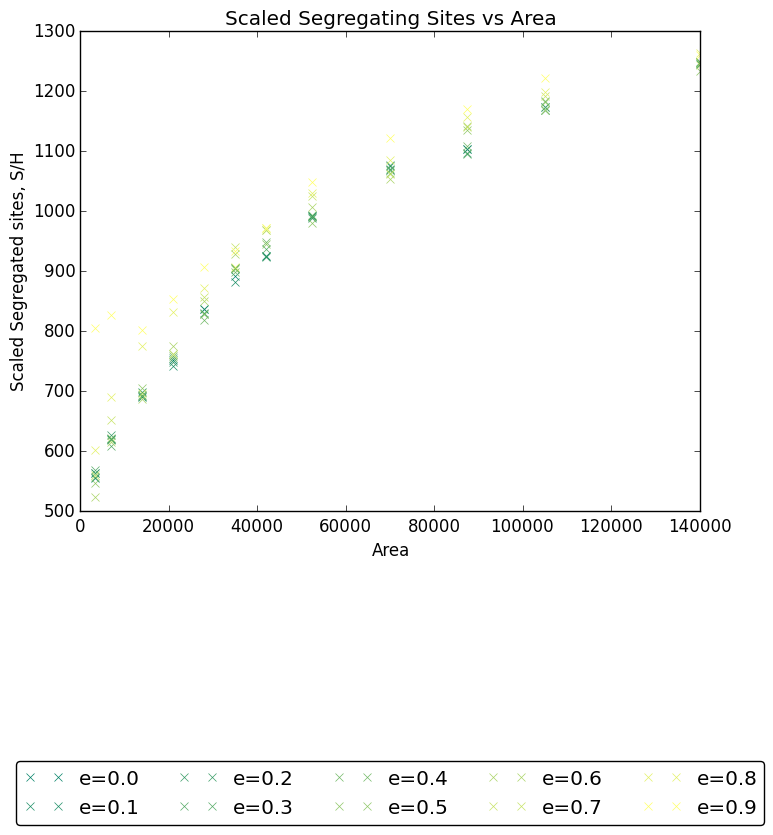 Scaled Segregating Sites vs Area
1300
1200
1100
1000
900
800
700
600
500
Scaled Segregated sites, S/H
0 20000 40000 60000 80000 100000 120000 140000
Area
e=0.0 e=0.2 e=0.4 e=0.6 e=0.8
e=0.1 e=0.3 e=0.5 e=0.7 e=0.9